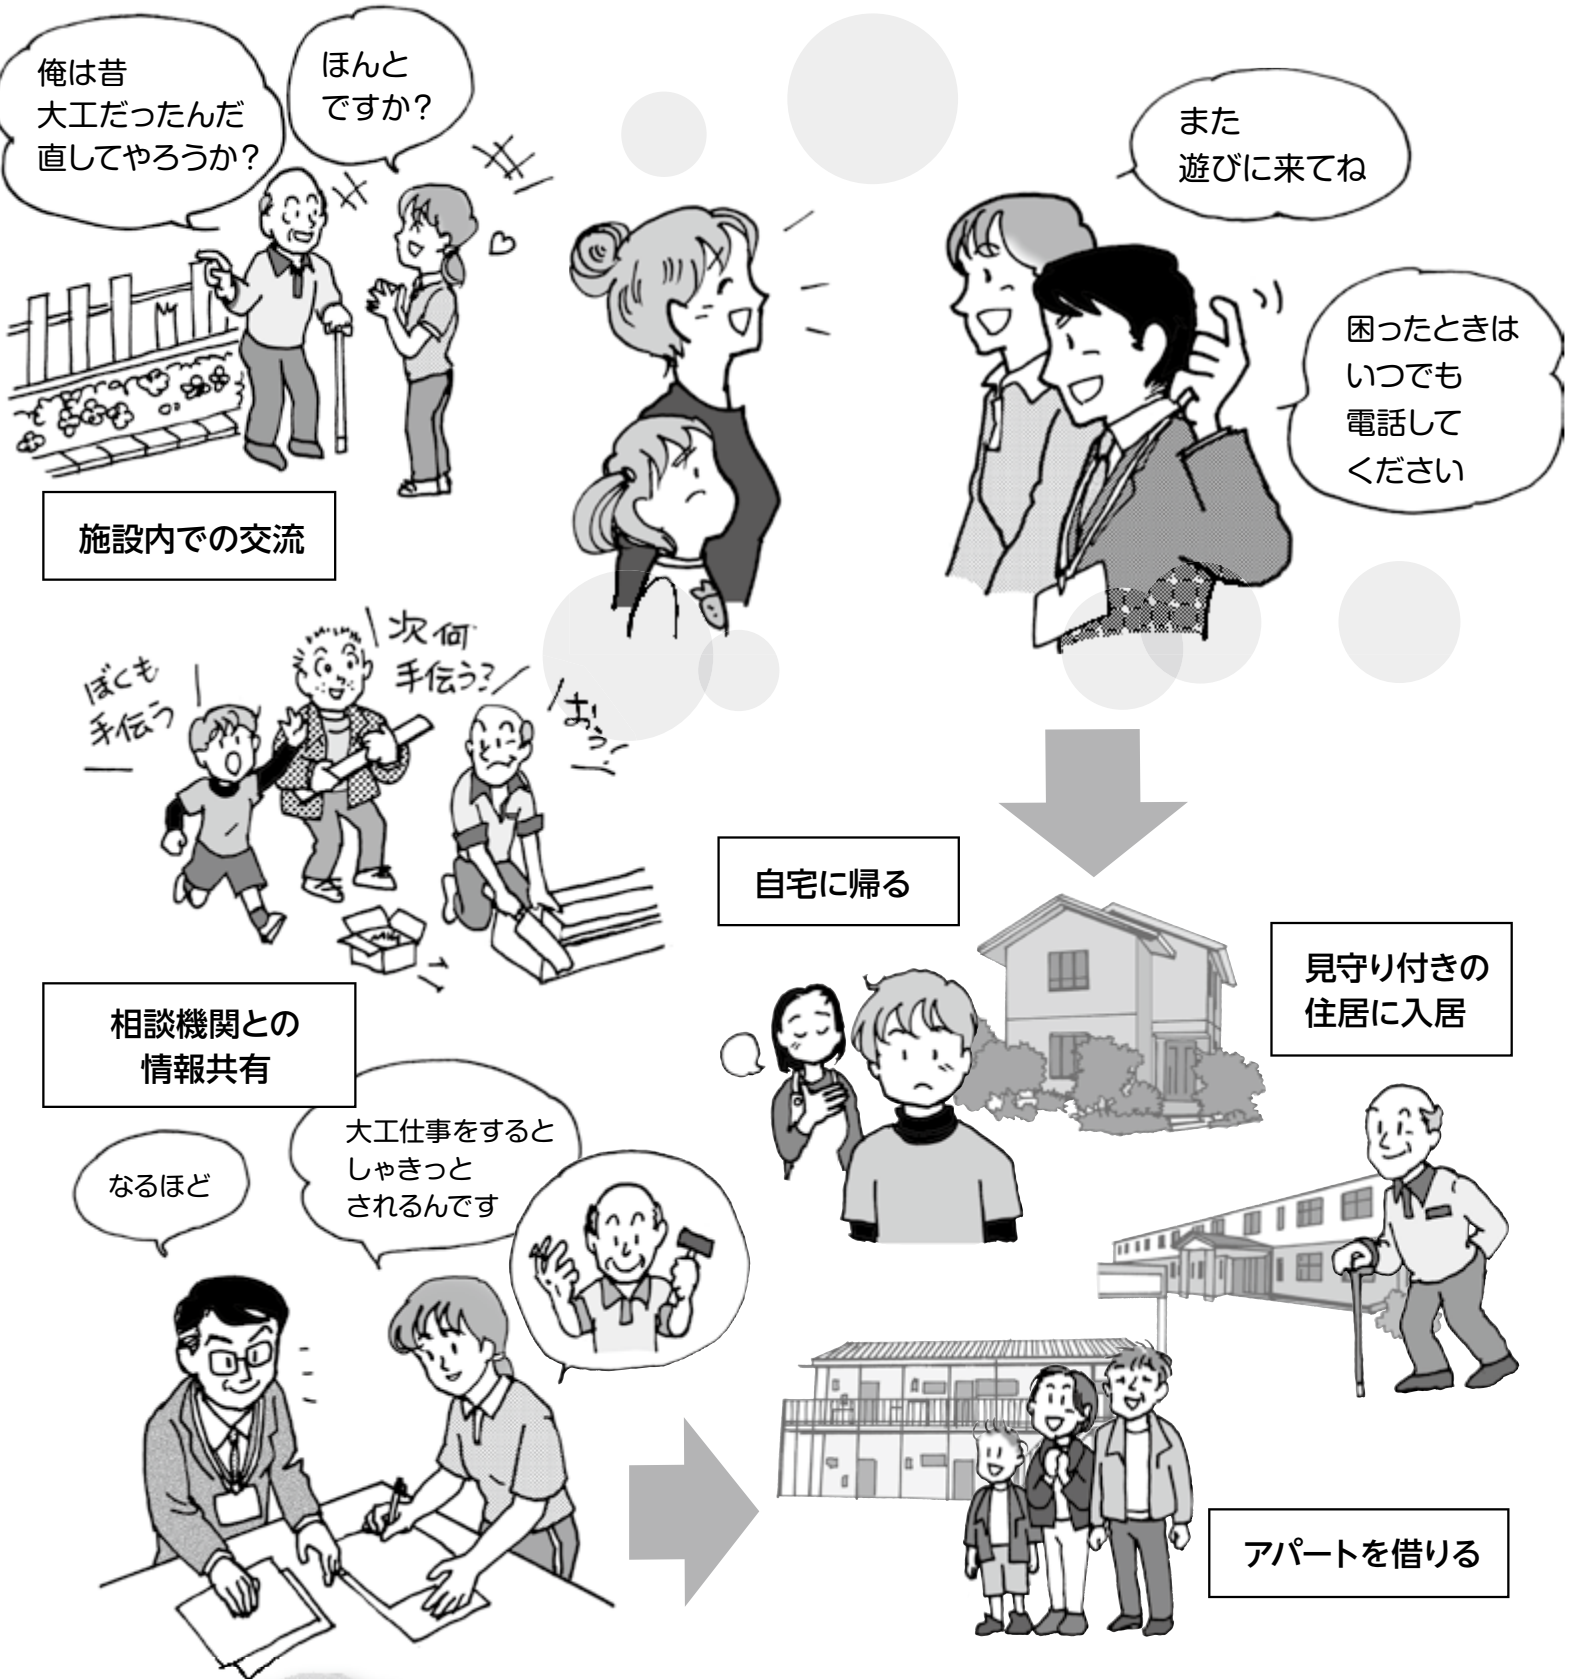 俺は昔
大工だったんだ
直してやろうか?
ほんと
ですか?
また
遊びに来てね
困ったときは
いつでも
電話して
ください
施設内での交流
ぼくも
手伝う
次何
手伝う?
おう!
自宅に帰る
見守り付きの
住居に入居
相談機関との
情報共有
なるほど
大工仕事をすると
しゃきっと
されるんです
アパートを借りる